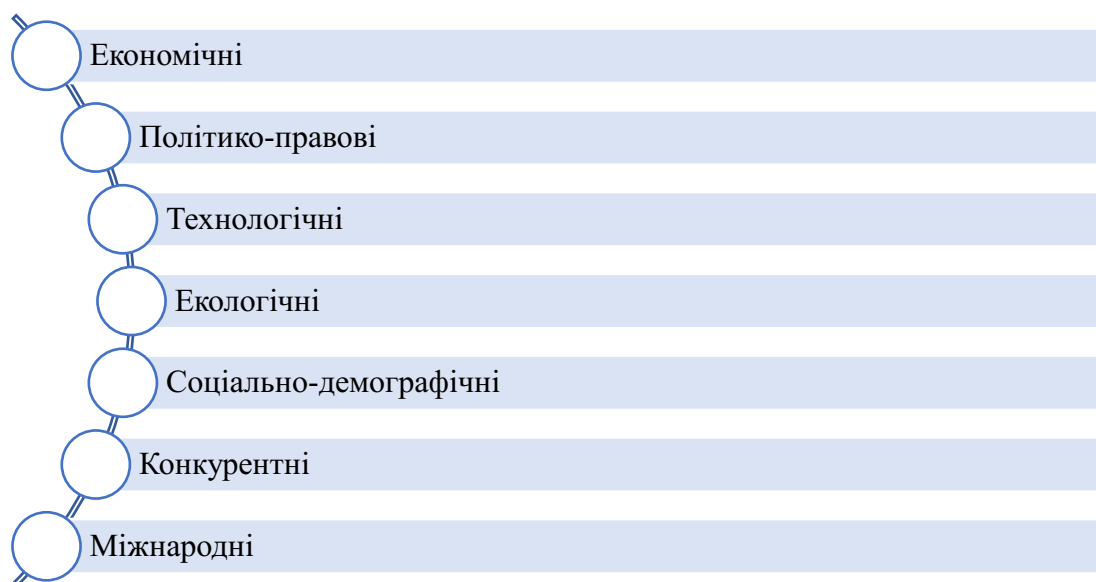 Економічні
Політико-правові
Технологічні
Екологічні
Соціально-демографічні
Конкурентні
Міжнародні